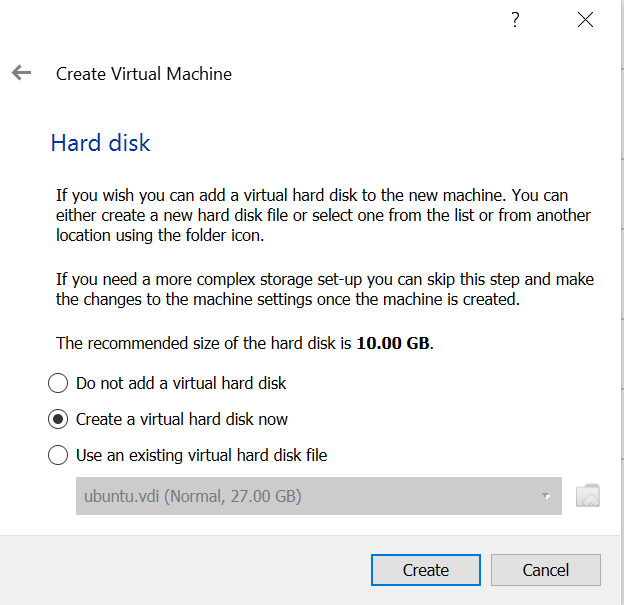 ?
Create Virtual Machine
Hard disk
If you wish you can add a virtual hard disk to the new machine. You can
either create a new hard disk file or select one from the list or from another
location using the folder icon.
If you need a more complex storage set-up you can skip this step and make
the changes to the machine settings once the machine is created.
The recommended size of the hard disk is 10.00 GB.
Do not add a virtual hard disk
Create a virtual hard disk now
Use an existing virtual hard disk file
ubuntu.vdi (Normal, 27.00 GB)
Create Cancel